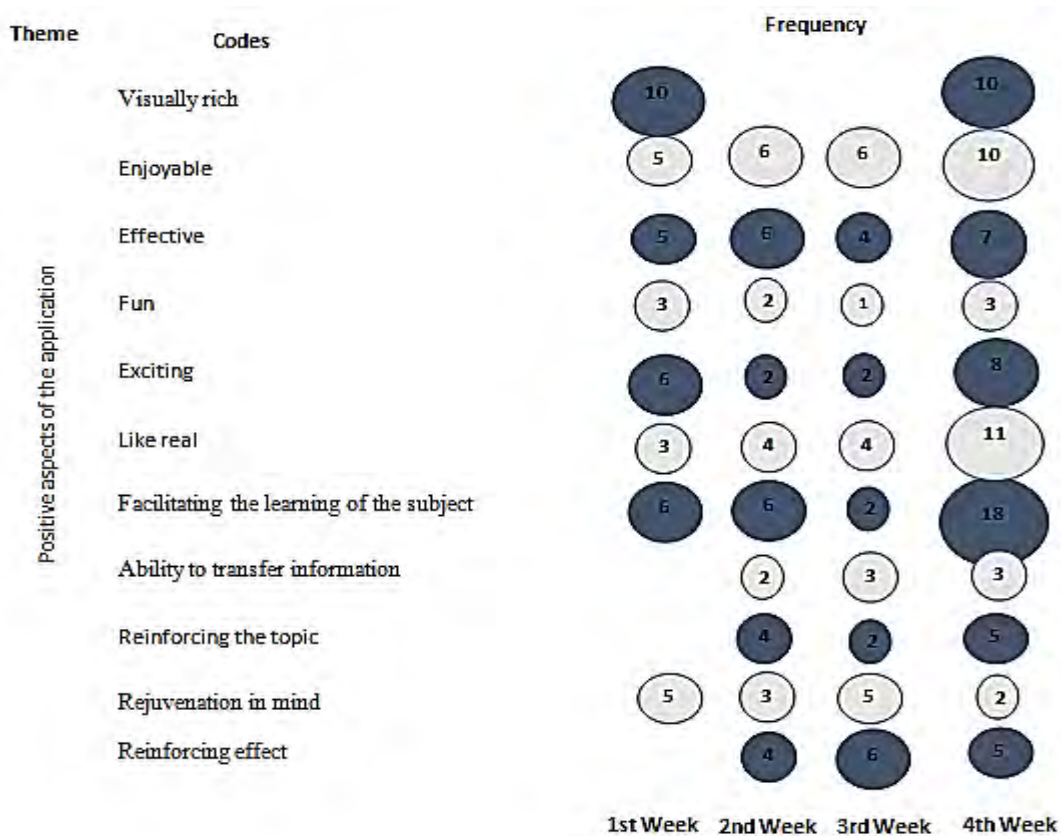 Theme Codes Frequency
Positive aspects of the application
Visually rich 10 10
Enjoyable 5 6 6 10
Effective 5 6 4 7
Fun 3 2 1 3
Exciting 6 2 2 8
Like real 3 4 4 11
Facilitating the learning of the subject 6 6 2 18
Ability to transfer information 2 3 3
Reinforcing the topic 4 2 5
Rejuvenation in mind 5 3 5 2
Reinforcing effect 4 6 5
1st Week 2nd Week 3rd Week 4th Week